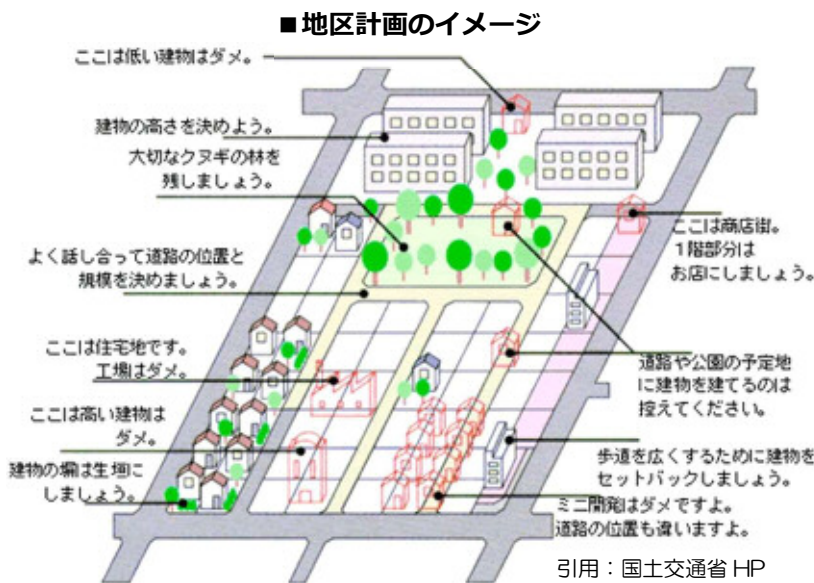 ■地区計画のイメージ
ここは低い建物はダメ。
建物の高さを決めよう。
大切なクヌギの林を
残しましょう。
ここは商店街。
1階部分は
お店にしましょう。
よく話し合って道路の位置と
規模を決めましょう。
ここは住宅地です。
工場はダメ。
道路や公園の予定地
に建物を建てるのは
控えてください。
ここは高い建物は
ダメ。
建物の塀は生垣に
しましょう。
歩道を広くするために建物を
セットバックしましょう。
ミニ開発はダメですよ。
道路の位置も違いますよ。
引用：国土交通省 HP